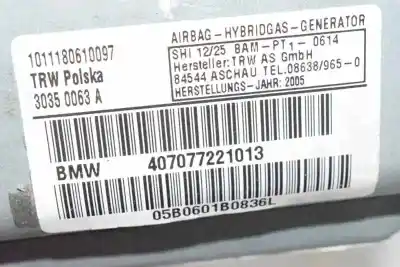 1011180610097
TRW Polska
3035 0063 A
AIRBAG-HYBRIDGAS-GENERATOR
SHI 12/25 BAM-PT1-0614
Hersteller: TRW AS GmbH
84544 ASCHAU TEL.08638/965-0
HERSTELLUNGS-JAHR: 2005
BMW 407077221013
05B0601B0836L